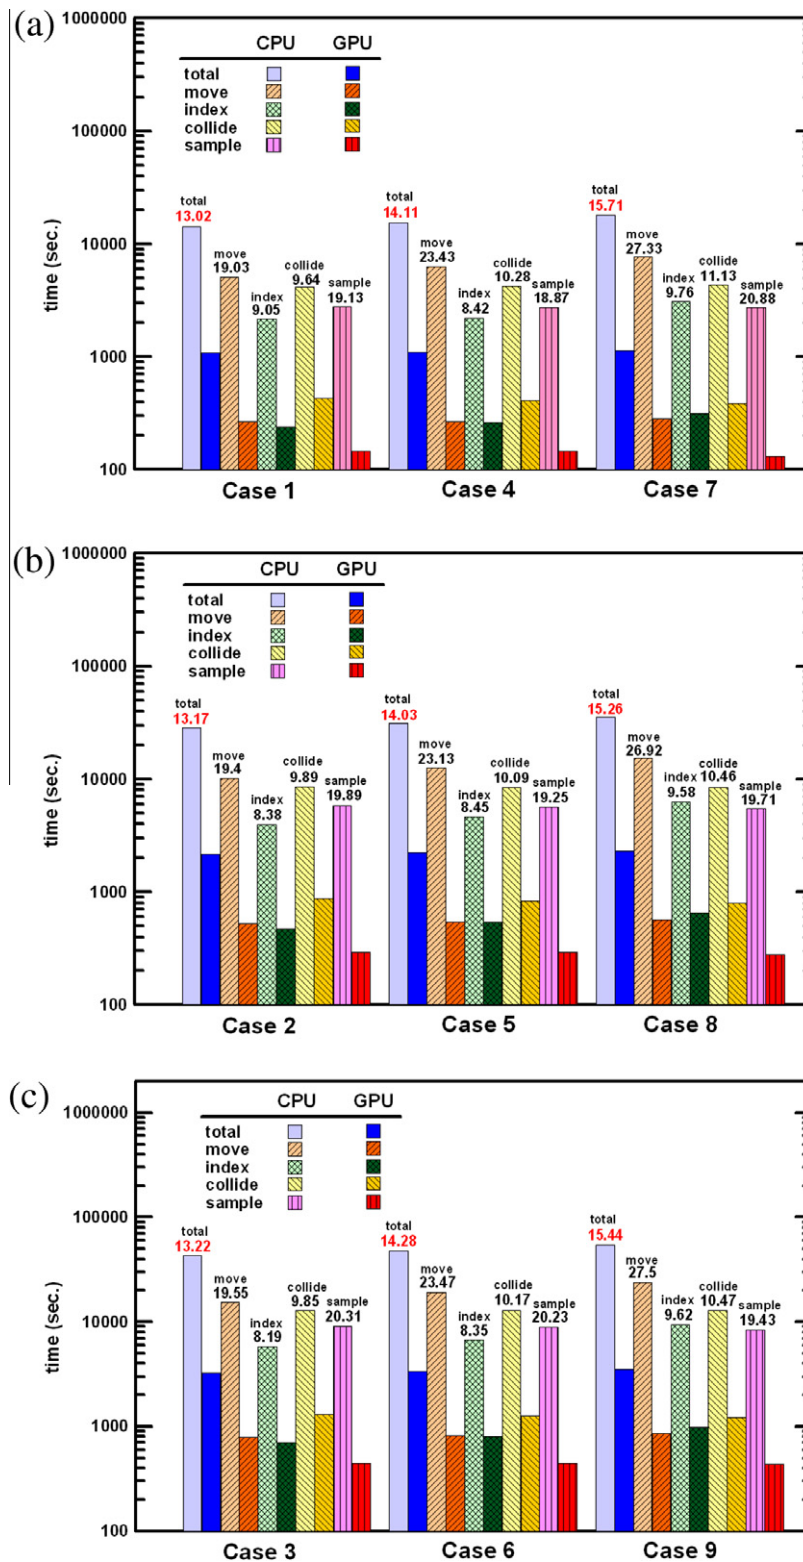 (a)
1000000
CPU GPU
total
move
index
collide
sample
100000
10000
1000
100
time (sec.)
total
13.02
move
19.03
index
9.05
collide
9.64
sample
19.13
total
14.11
move
23.43
index
8.42
collide
10.28
sample
18.87
total
15.71
move
27.33
index
9.76
collide
11.13
sample
20.88
Case 1 Case 4 Case 7
(b)
1000000
CPU GPU
total
move
index
collide
sample
100000
10000
1000
100
time (sec.)
total
13.17
move
19.4
index
8.38
collide
9.89
sample
19.89
total
14.03
move
23.13
index
8.45
collide
10.09
sample
19.25
total
15.26
move
26.92
index
9.58
collide
10.46
sample
19.71
Case 2 Case 5 Case 8
(c)
1000000
CPU GPU
total
move
index
collide
sample
100000
10000
1000
100
time (sec.)
total
13.22
move
19.55
index
8.19
collide
9.85
sample
20.31
total
14.28
move
23.47
index
8.35
collide
10.17
sample
20.23
total
15.44
move
27.5
index
9.62
collide
10.47
sample
19.43
Case 3 Case 6 Case 9